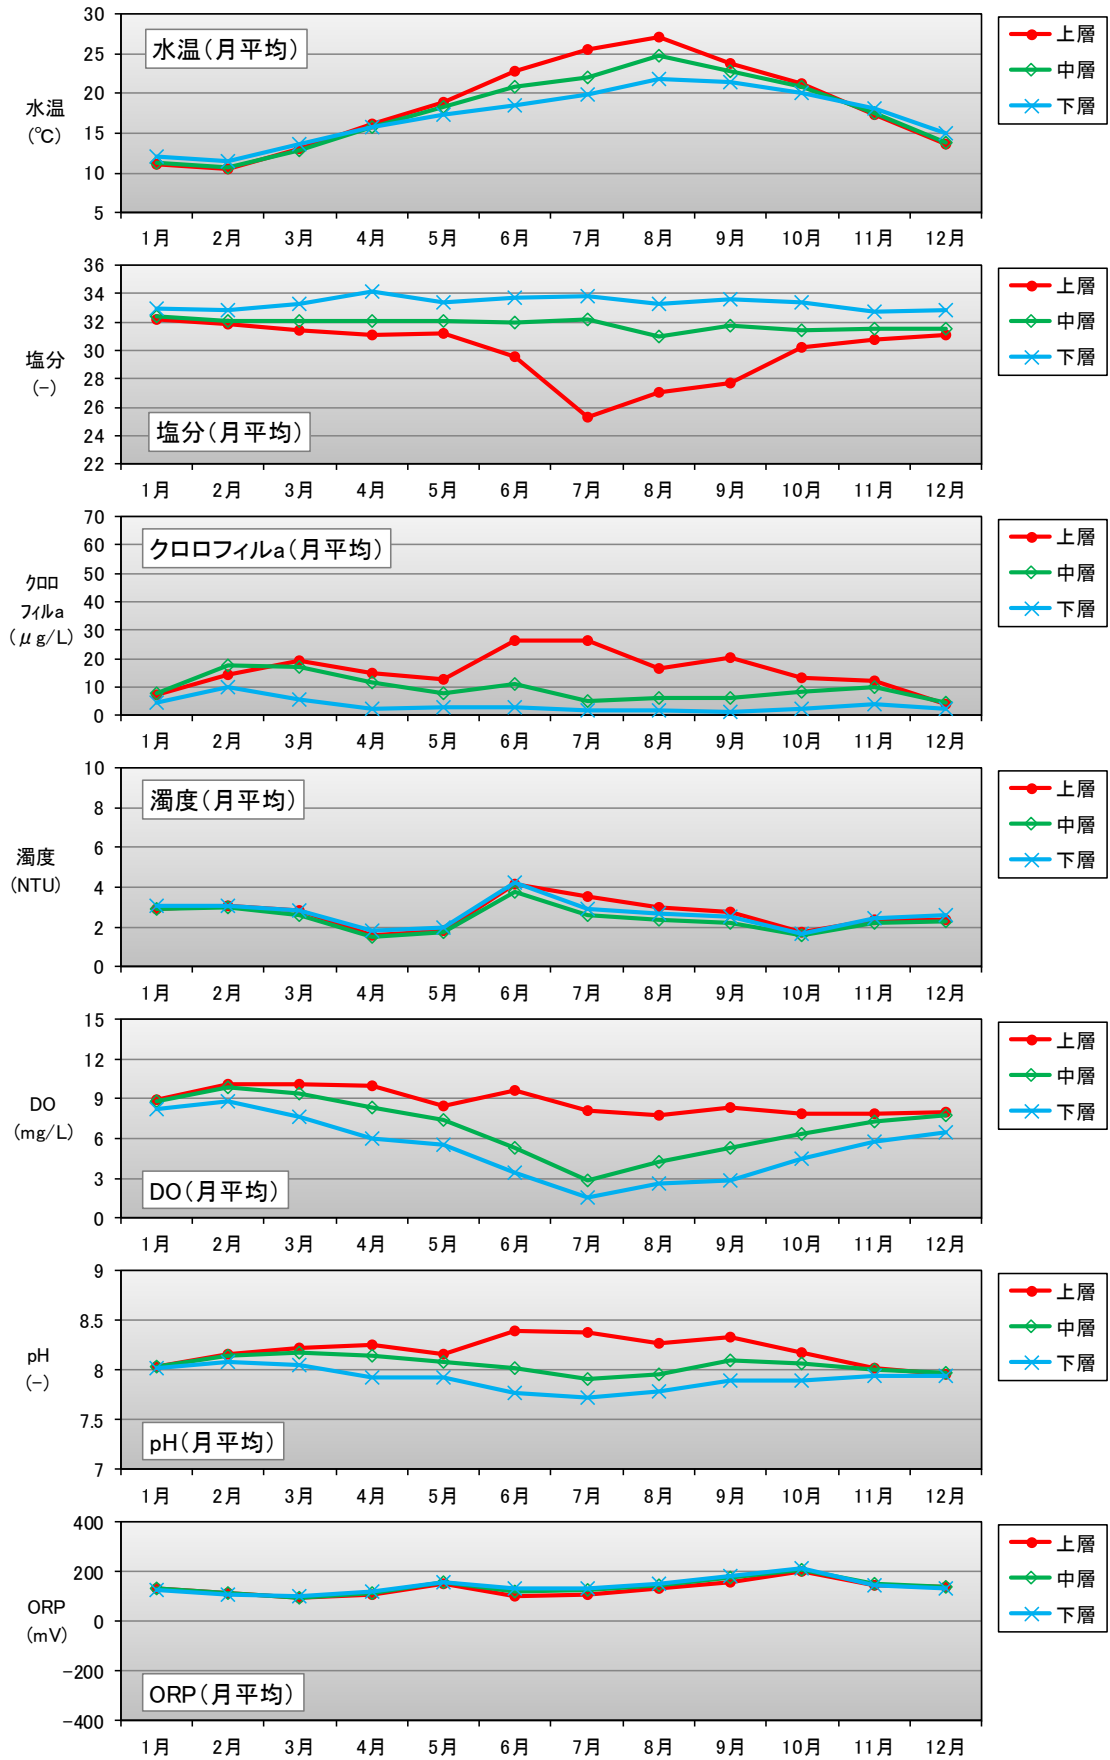 30
25
20
15
10
5
水温(月平均)
水温
(℃)
上層
中層
下層
1月 2月 3月 4月 5月 6月 7月 8月 9月 10月 11月 12月
36
34
32
30
28
26
24
22
塩分
(-)
塩分(月平均)
上層
中層
下層
1月 2月 3月 4月 5月 6月 7月 8月 9月 10月 11月 12月
70
60
50
40
30
20
10
0
クロロフィルa(月平均)
クロロ
フィルa
(μg/L)
上層
中層
下層
1月 2月 3月 4月 5月 6月 7月 8月 9月 10月 11月 12月
10
8
6
4
2
0
濁度(月平均)
濁度
(NTU)
上層
中層
下層
1月 2月 3月 4月 5月 6月 7月 8月 9月 10月 11月 12月
15
12
9
6
3
0
DO
(mg/L)
DO(月平均)
上層
中層
下層
1月 2月 3月 4月 5月 6月 7月 8月 9月 10月 11月 12月
9
8.5
8
7.5
7
pH
(-)
pH(月平均)
上層
中層
下層
1月 2月 3月 4月 5月 6月 7月 8月 9月 10月 11月 12月
400
200
0
-200
-400
ORP
(mV)
ORP(月平均)
上層
中層
下層
1月 2月 3月 4月 5月 6月 7月 8月 9月 10月 11月 12月